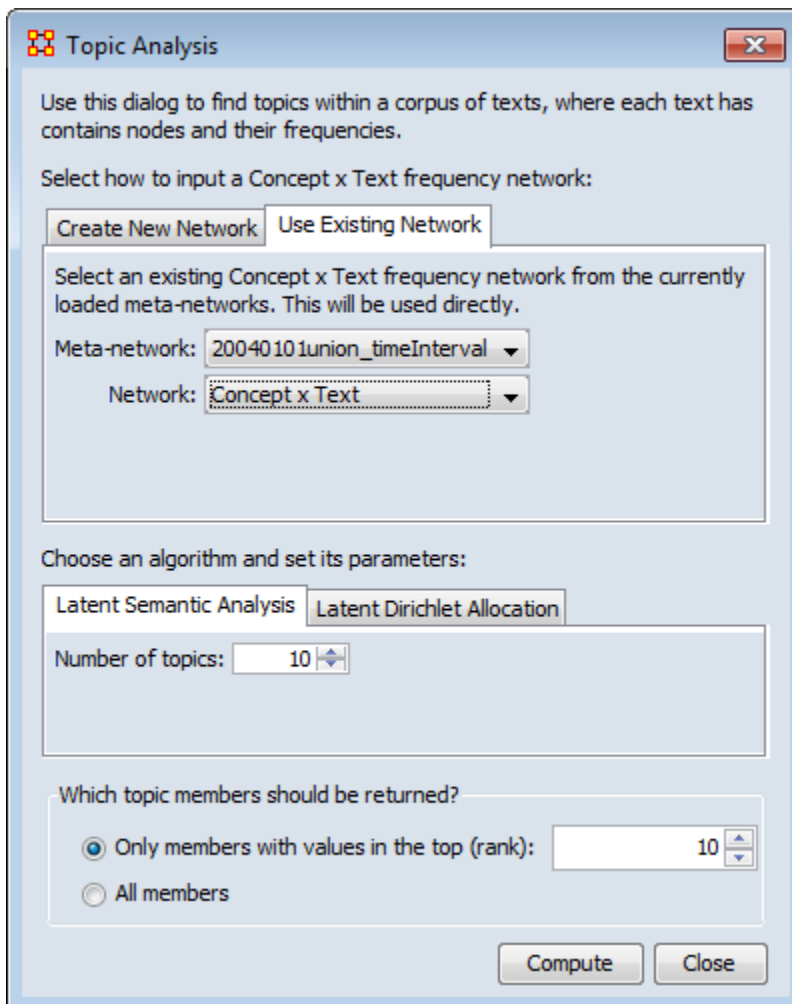 Topic Analysis
Use this dialog to find topics within a corpus of texts, where each text has
contains nodes and their frequencies.
Select how to input a Concept x Text frequency network:
Create New Network Use Existing Network
Select an existing Concept x Text frequency network from the currently
loaded meta-networks. This will be used directly.
Meta-network: 20040101union_timeInterval
Network: Concept x Text
Choose an algorithm and set its parameters:
Latent Semantic Analysis Latent Dirichlet Allocation
Number of topics: 10
Which topic members should be returned?
Only members with values in the top (rank): 10
All members
Compute Close